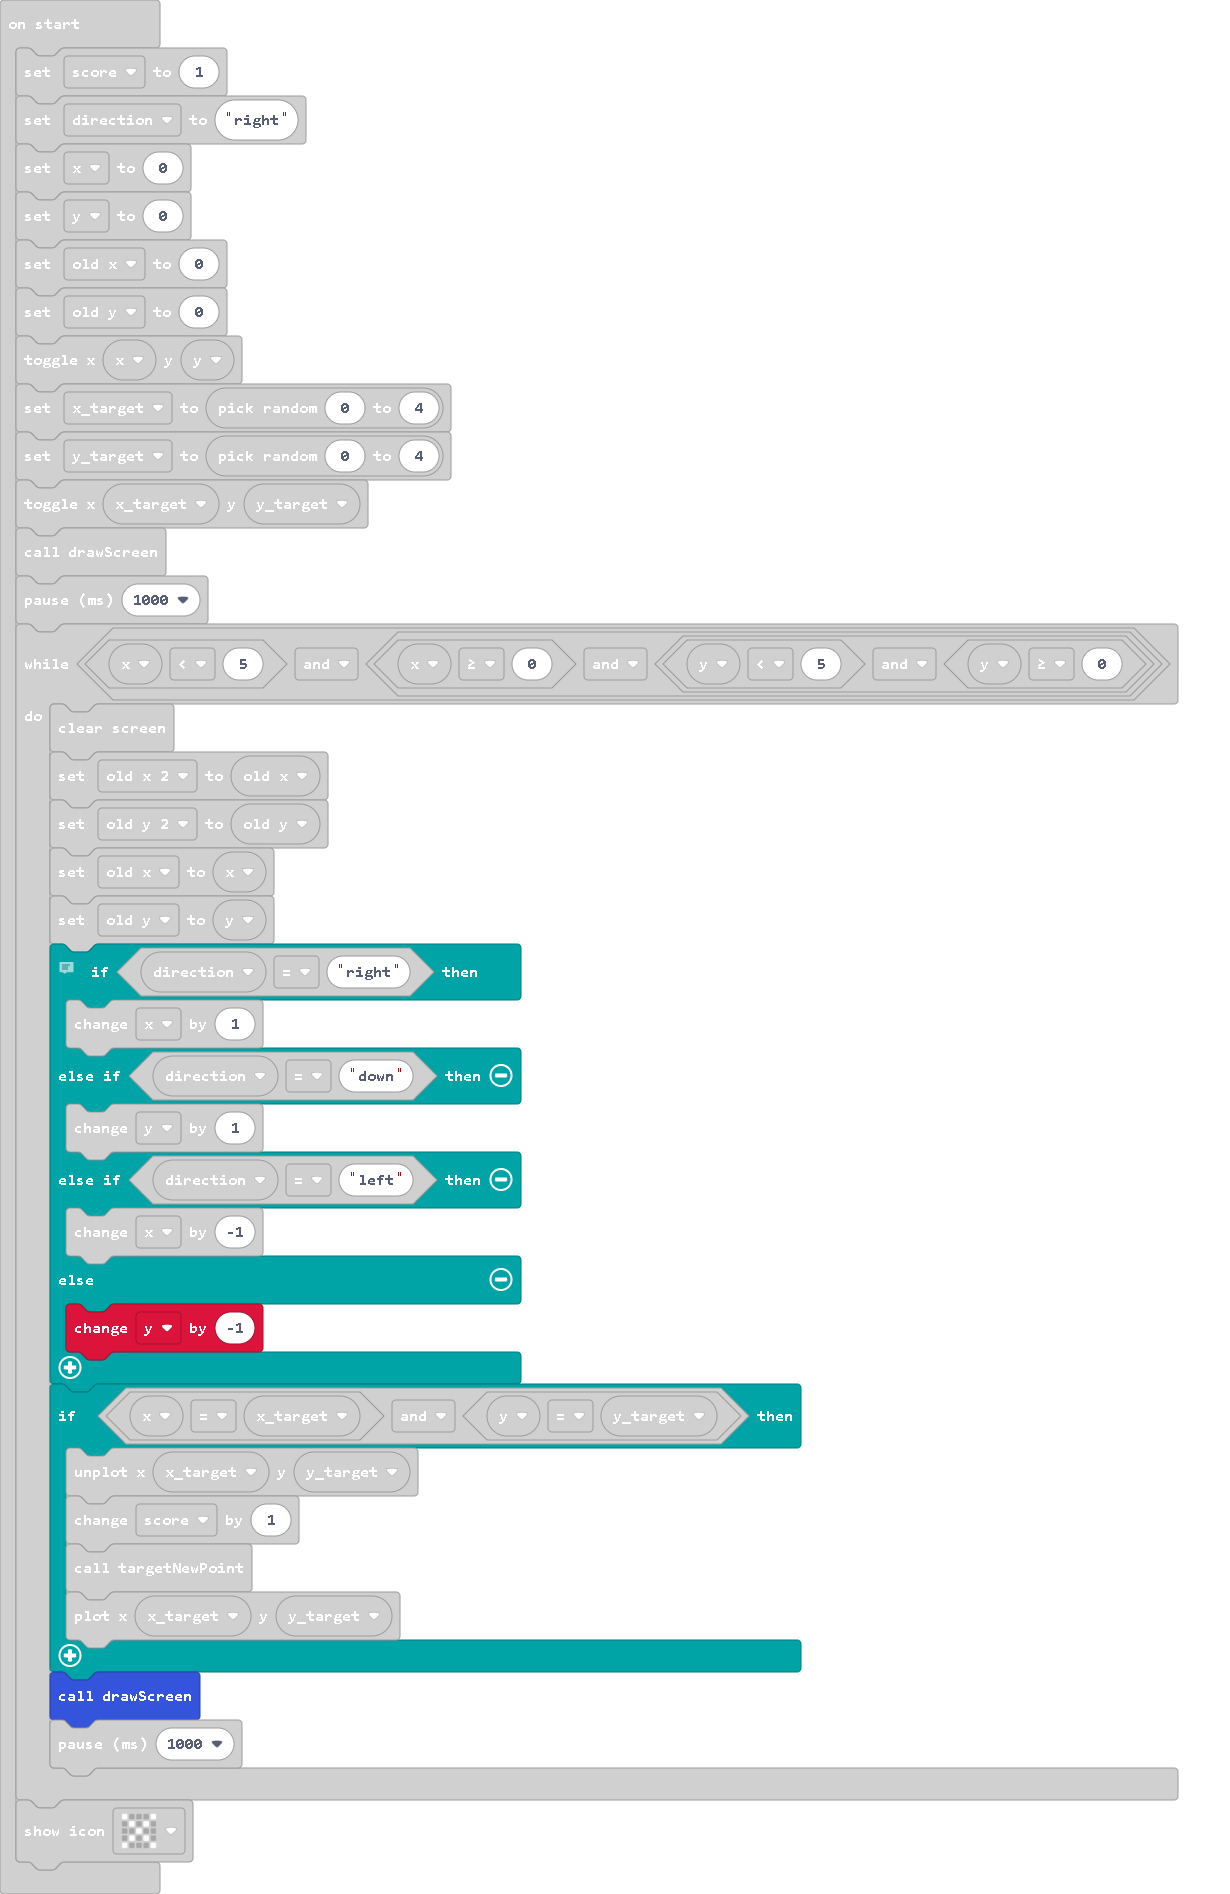 on start
set score to 1
set direction to "right"
set x to 0
set y to 0
set old x to 0
set old y to 0
toggle x x y y
set x_target to pick random 0 to 4
set y_target to pick random 0 to 4
toggle x x_target y y_target
call drawScreen
pause (ms) 1000
while x < 5 and x ≥ 0 and y < 5 and y ≥ 0
do
clear screen
set old x 2 to old x
set old y 2 to old y
set old x to x
set old y to y
if direction = "right" then
change x by 1
else if direction = "down" then
change y by 1
else if direction = "left" then
change x by -1
else
change y by -1
if x = x_target and y = y_target then
unplot x x_target y y_target
change score by 1
call targetNewPoint
plot x x_target y y_target
call drawScreen
pause (ms) 1000
show icon